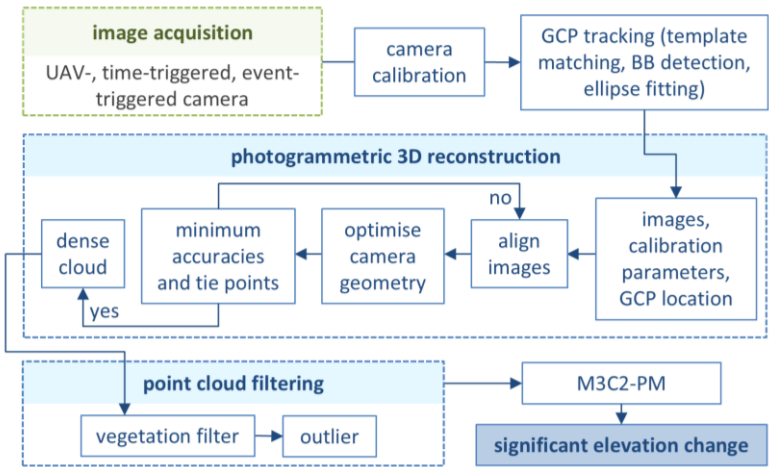 image acquisition
UAV-, time-triggered, event-
triggered camera
camera
calibration
GCP tracking (template
matching, BB detection,
ellipse fitting)
photogrammetric 3D reconstruction
no
dense
cloud
minimum
accuracies
and tie points
optimise
camera
geometry
align
images
images,
calibration
parameters,
GCP location
yes
point cloud filtering
vegetation filter
outlier
M3C2-PM
significant elevation change